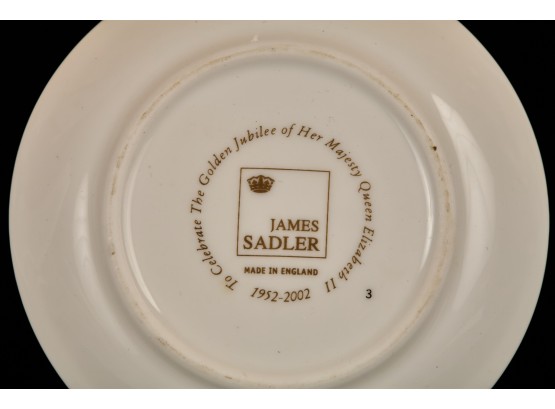 To Celebrate The Golden Jubilee of Her Majesty Queen Elizabeth II
JAMES
SADLER
MADE IN ENGLAND
1952-2002
3